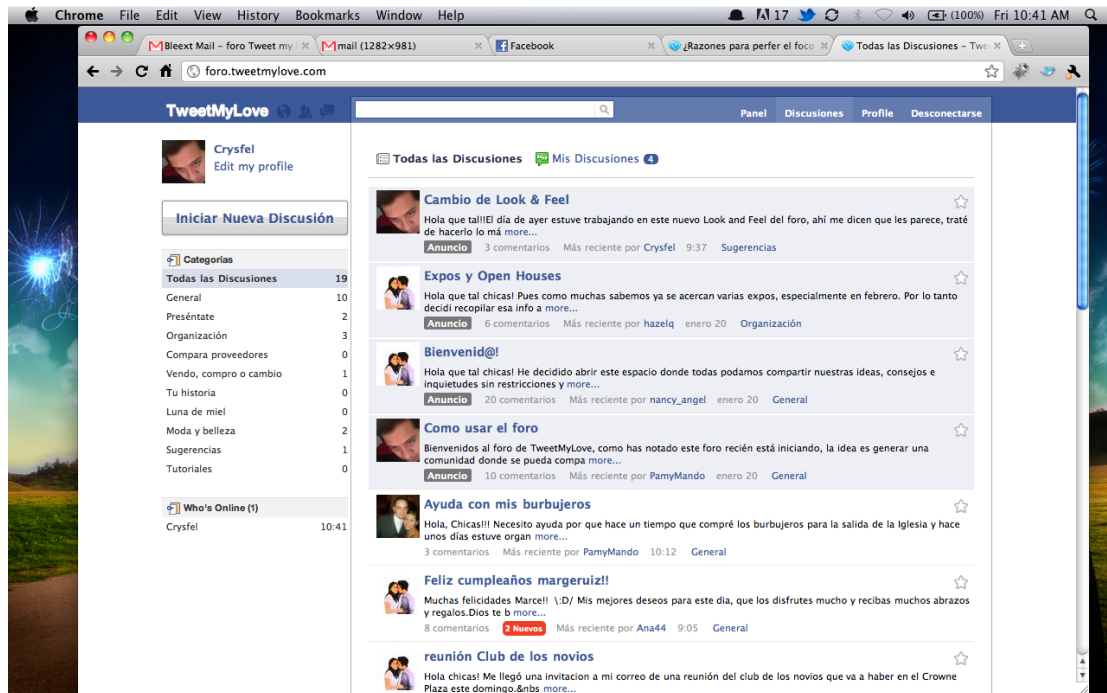 Chrome File Edit View History Bookmarks Window Help 17 (100%) Fri 10:41 AM
Bleext Mail – foro Tweet my
mail (1282×981)
Facebook
¿Razones para perfer el foco
Todas las Discusiones – Twe
foro.tweetmylove.com
TweetMyLove
Panel Discusiones Profile Desconectarse
Crysfel
Edit my profile
Iniciar Nueva Discusión
Categorías
Todas las Discusiones 19
General 10
Preséntate 2
Organización 3
Compara proveedores 0
Vendo, compro o cambio 1
Tu historia 0
Luna de miel 0
Moda y belleza 2
Sugerencias 1
Tutoriales 0
Who's Online (1)
Crysfel 10:41
Todas las Discusiones Mis Discusiones 4
Cambio de Look & Feel
Hola que tal!!El día de ayer estuve trabajando en este nuevo Look and Feel del foro, ahí me dicen que les parece, traté
de hacerlo lo má more...
Anuncio 3 comentarios Más reciente por Crysfel 9:37 Sugerencias
Expos y Open Houses
Hola que tal chicas! Pues como muchas sabemos ya se acercan varias expos, especialmente en febrero. Por lo tanto
decidi recopilar esa info a more...
Anuncio 6 comentarios Más reciente por hazelq enero 20 Organización
Bienvenid@!
Hola que tal chicas! He decidido abrir este espacio donde todas podamos compartir nuestras ideas, consejos e
inquietudes sin restricciones y more...
Anuncio 20 comentarios Más reciente por nancy_angel enero 20 General
Como usar el foro
Bienvenidos al foro de TweetMyLove, como has notado este foro recién está iniciando, la idea es generar una
comunidad donde se pueda compa more...
Anuncio 10 comentarios Más reciente por PamyMando enero 20 General
Ayuda con mis burbujeros
Hola, Chicas!!! Necesito ayuda por que hace un tiempo que compré los burbujeros para la salida de la Iglesia y hace
unos días estuve organ more...
3 comentarios Más reciente por PamyMando 10:12 General
Feliz cumpleaños margeruiz!!
Muchas felicidades Marce!! \:D/ Mis mejores deseos para este dia, que los disfrutes mucho y recibas muchos abrazos
y regalos.Dios te b more...
8 comentarios 2 Nuevos Más reciente por Ana44 9:05 General
reunión Club de los novios
Hola chicas! Me llegó una invitacion a mi correo de una reunión del club de los novios que va a haber en el Crowne
Plaza este domingo.&nbs more...